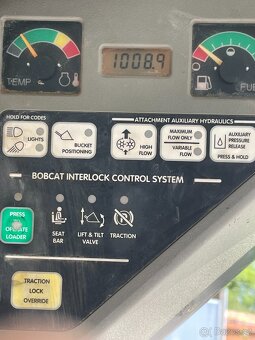 1008.9
TEMP
FUEL
HOLD FOR CODES
ATTACHMENT AUXILIARY HYDRAULICS
LIGHTS
BUCKET
POSITIONING
HIGH
FLOW
MAXIMUM
FLOW ONLY
VARIABLE
FLOW
AUXILIARY
PRESSURE
RELEASE
PRESS & HOLD
BOBCAT INTERLOCK CONTROL SYSTEM
PRESS
TO
OPERATE
LOADER
SEAT
BAR
LIFT & TILT
VALVE
TRACTION
TRACTION
LOCK
OVERRIDE